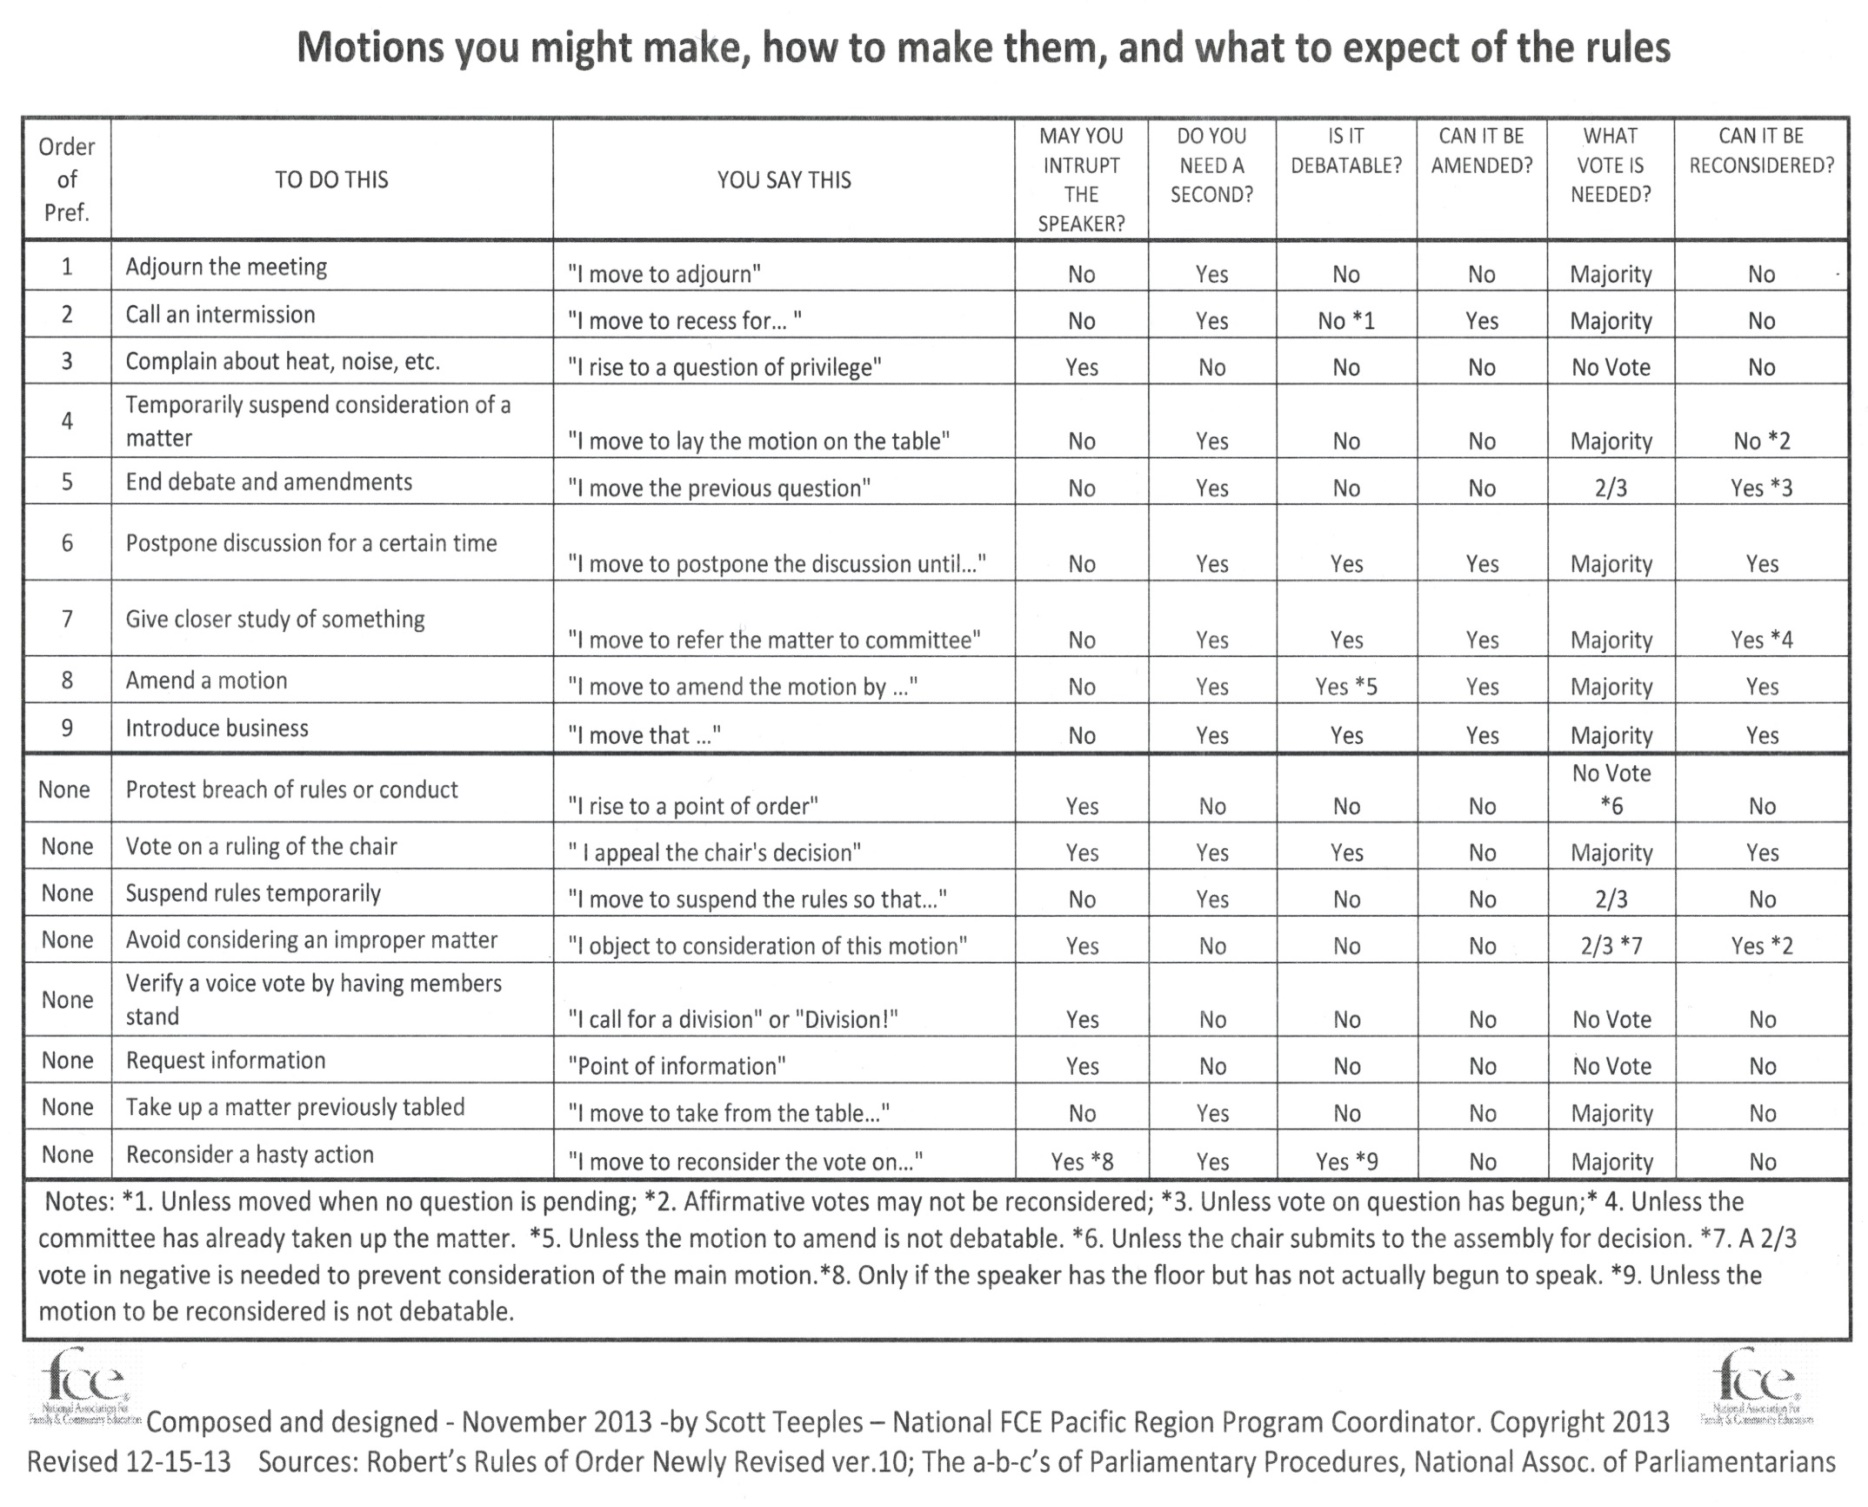 Motions you might make, how to make them, and what to expect of the rules
Order of Pref. | TO DO THIS | YOU SAY THIS | MAY YOU INTRUPT THE SPEAKER? | DO YOU NEED A SECOND? | IS IT DEBATABLE? | CAN IT BE AMENDED? | WHAT VOTE IS NEEDED? | CAN IT BE RECONSIDERED?
1 | Adjourn the meeting | "I move to adjourn" | No | Yes | No | No | Majority | No
2 | Call an intermission | "I move to recess for... " | No | Yes | No *1 | Yes | Majority | No
3 | Complain about heat, noise, etc. | "I rise to a question of privilege" | Yes | No | No | No | No Vote | No
4 | Temporarily suspend consideration of a matter | "I move to lay the motion on the table" | No | Yes | No | No | Majority | No *2
5 | End debate and amendments | "I move the previous question" | No | Yes | No | No | 2/3 | Yes *3
6 | Postpone discussion for a certain time | "I move to postpone the discussion until..." | No | Yes | Yes | Yes | Majority | Yes
7 | Give closer study of something | "I move to refer the matter to committee" | No | Yes | Yes | Yes | Majority | Yes *4
8 | Amend a motion | "I move to amend the motion by ..." | No | Yes | Yes *5 | Yes | Majority | Yes
9 | Introduce business | "I move that ..." | No | Yes | Yes | Yes | Majority | Yes
None | Protest breach of rules or conduct | "I rise to a point of order" | Yes | No | No | No | No Vote *6 | No
None | Vote on a ruling of the chair | " I appeal the chair's decision" | Yes | Yes | Yes | No | Majority | Yes
None | Suspend rules temporarily | "I move to suspend the rules so that..." | No | Yes | No | No | 2/3 | No
None | Avoid considering an improper matter | "I object to consideration of this motion" | Yes | No | No | No | 2/3 *7 | Yes *2
None | Verify a voice vote by having members stand | "I call for a division" or "Division!" | Yes | No | No | No | No Vote | No
None | Request information | "Point of information" | Yes | No | No | No | No Vote | No
None | Take up a matter previously tabled | "I move to take from the table..." | No | Yes | No | No | Majority | No
None | Reconsider a hasty action | "I move to reconsider the vote on..." | Yes *8 | Yes | Yes *9 | No | Majority | No
Notes: *1. Unless moved when no question is pending; *2. Affirmative votes may not be reconsidered; *3. Unless vote on question has begun;* 4. Unless the
committee has already taken up the matter. *5. Unless the motion to amend is not debatable. *6. Unless the chair submits to the assembly for decision. *7. A 2/3
vote in negative is needed to prevent consideration of the main motion.*8. Only if the speaker has the floor but has not actually begun to speak. *9. Unless the
motion to be reconsidered is not debatable.
fce
National Association For
Family & Community Education
fce
National Association For
Family & Community Education
Composed and designed - November 2013 -by Scott Teeples – National FCE Pacific Region Program Coordinator. Copyright 2013
Revised 12-15-13 Sources: Robert's Rules of Order Newly Revised ver.10; The a-b-c's of Parliamentary Procedures, National Assoc. of Parliamentarians